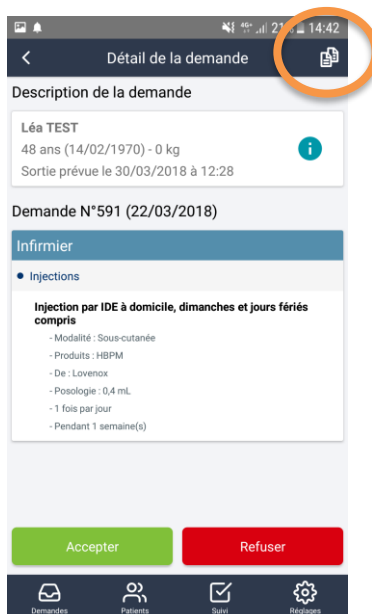 14:42
Détail de la demande
Description de la demande
Léa TEST
48 ans (14/02/1970) - 0 kg
Sortie prévue le 30/03/2018 à 12:28
Demande N°591 (22/03/2018)
Infirmier
Injections
Injection par IDE à domicile, dimanches et jours fériés
compris
- Modalité : Sous-cutanée
- Produits : HBPM
- De : Lovenox
- Posologie : 0,4 mL
- 1 fois par jour
- Pendant 1 semaine(s)
Accepter Refuser
Demandes Patients Suivi Réglages